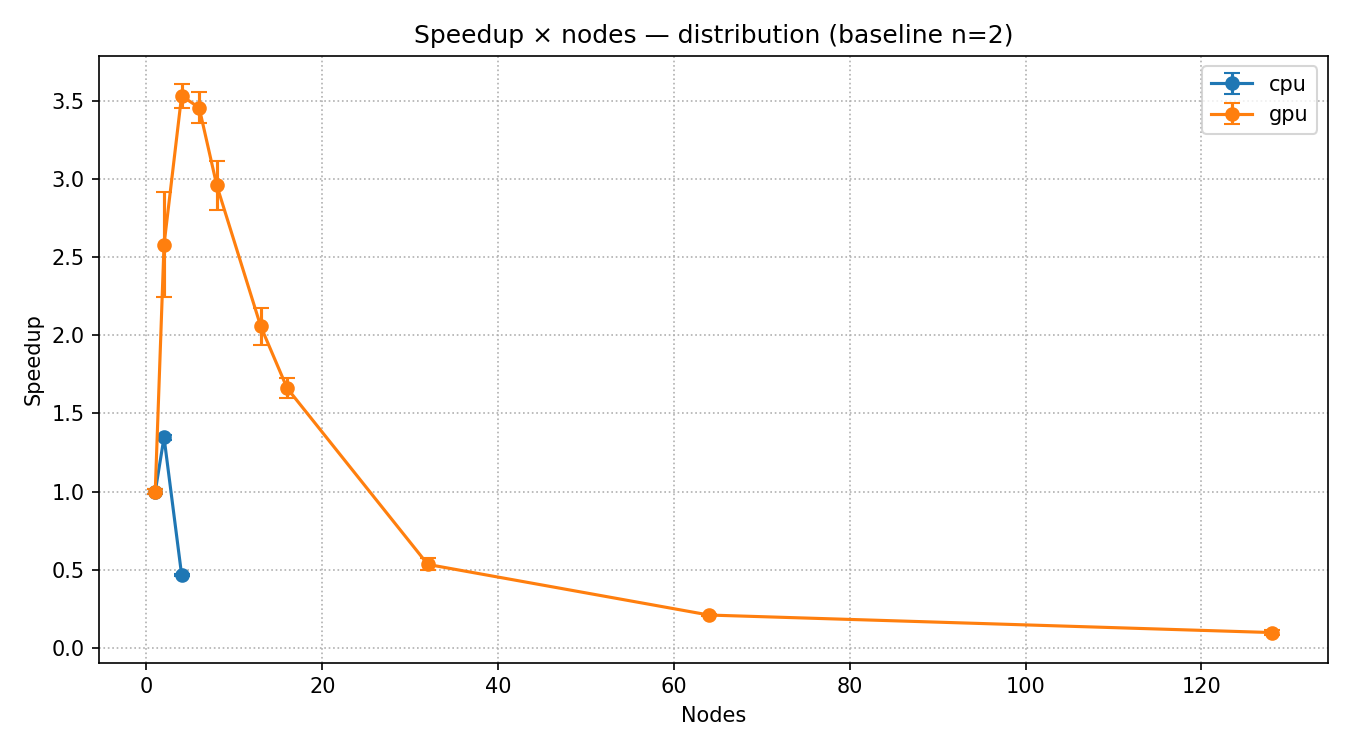 Speedup × nodes — distribution (baseline n=2)
cpu
gpu
3.5
3.0
2.5
2.0
1.5
1.0
0.5
0.0
Speedup
0 20 40 60 80 100 120
Nodes